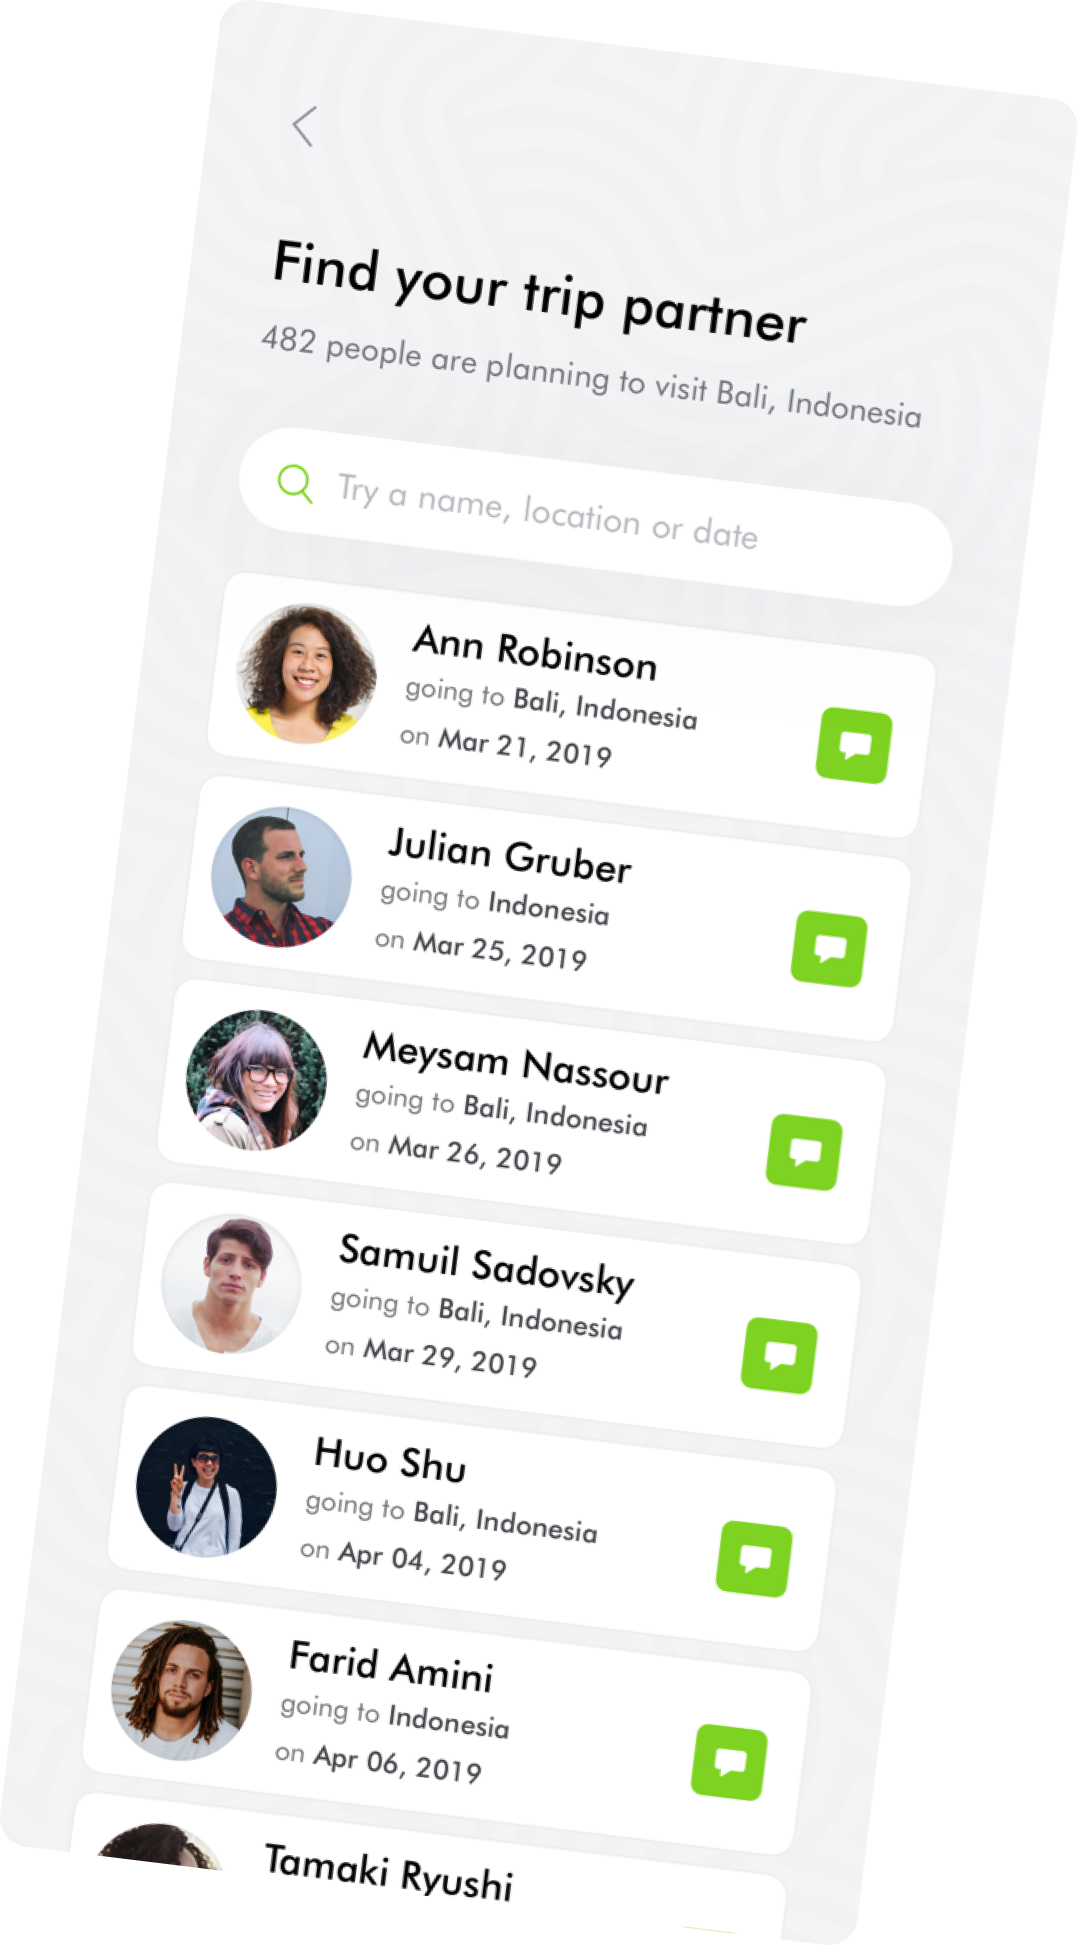 Find your trip partner
482 people are planning to visit Bali, Indonesia
Try a name, location or date
Ann Robinson
going to Bali, Indonesia
on Mar 21, 2019
Julian Gruber
going to Indonesia
on Mar 25, 2019
Meysam Nassour
going to Bali, Indonesia
on Mar 26, 2019
Samuil Sadovsky
going to Bali, Indonesia
on Mar 29, 2019
Huo Shu
going to Bali, Indonesia
on Apr 04, 2019
Farid Amini
going to Indonesia
on Apr 06, 2019
Tamaki Ryushi